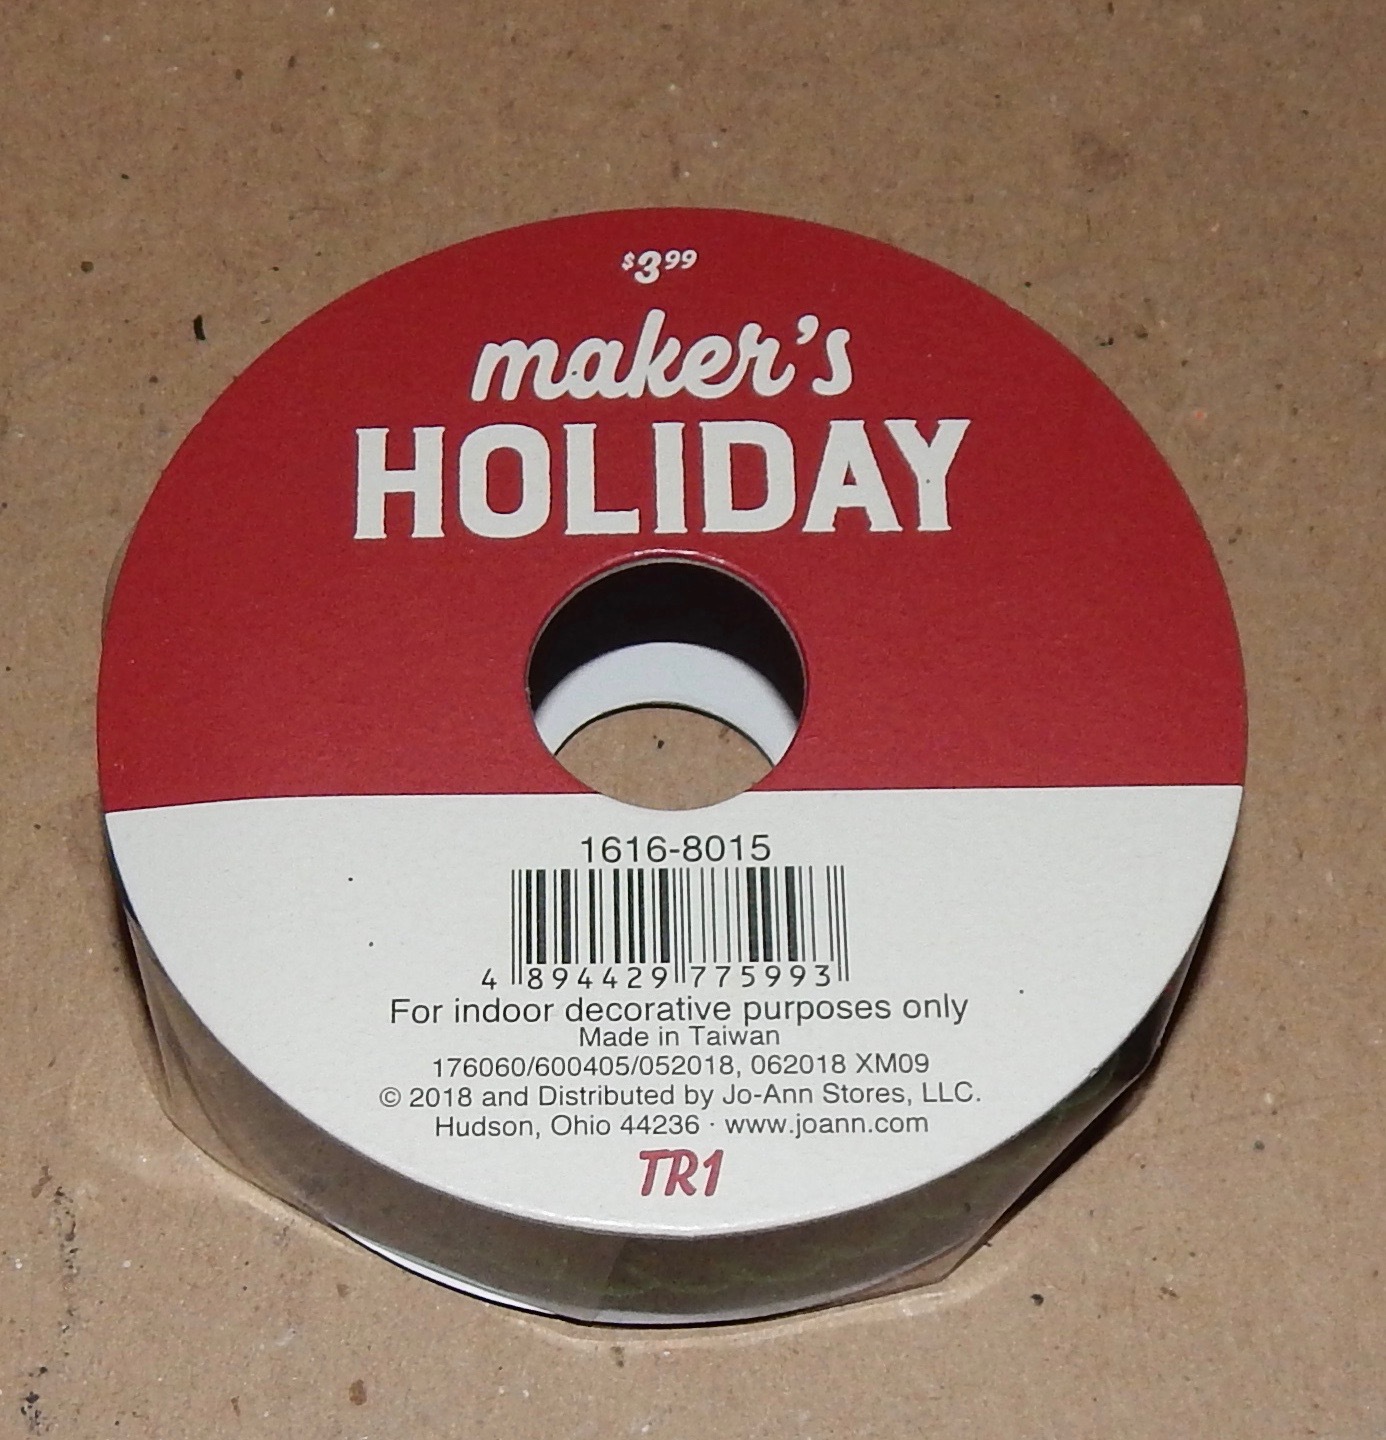 $3.99
maker's
HOLIDAY
1616-8015
4 894429 775993
For indoor decorative purposes only
Made in Taiwan
176060/600405/052018, 062018 XM09
© 2018 and Distributed by Jo-Ann Stores, LLC.
Hudson, Ohio 44236 · www.joann.com
TR1